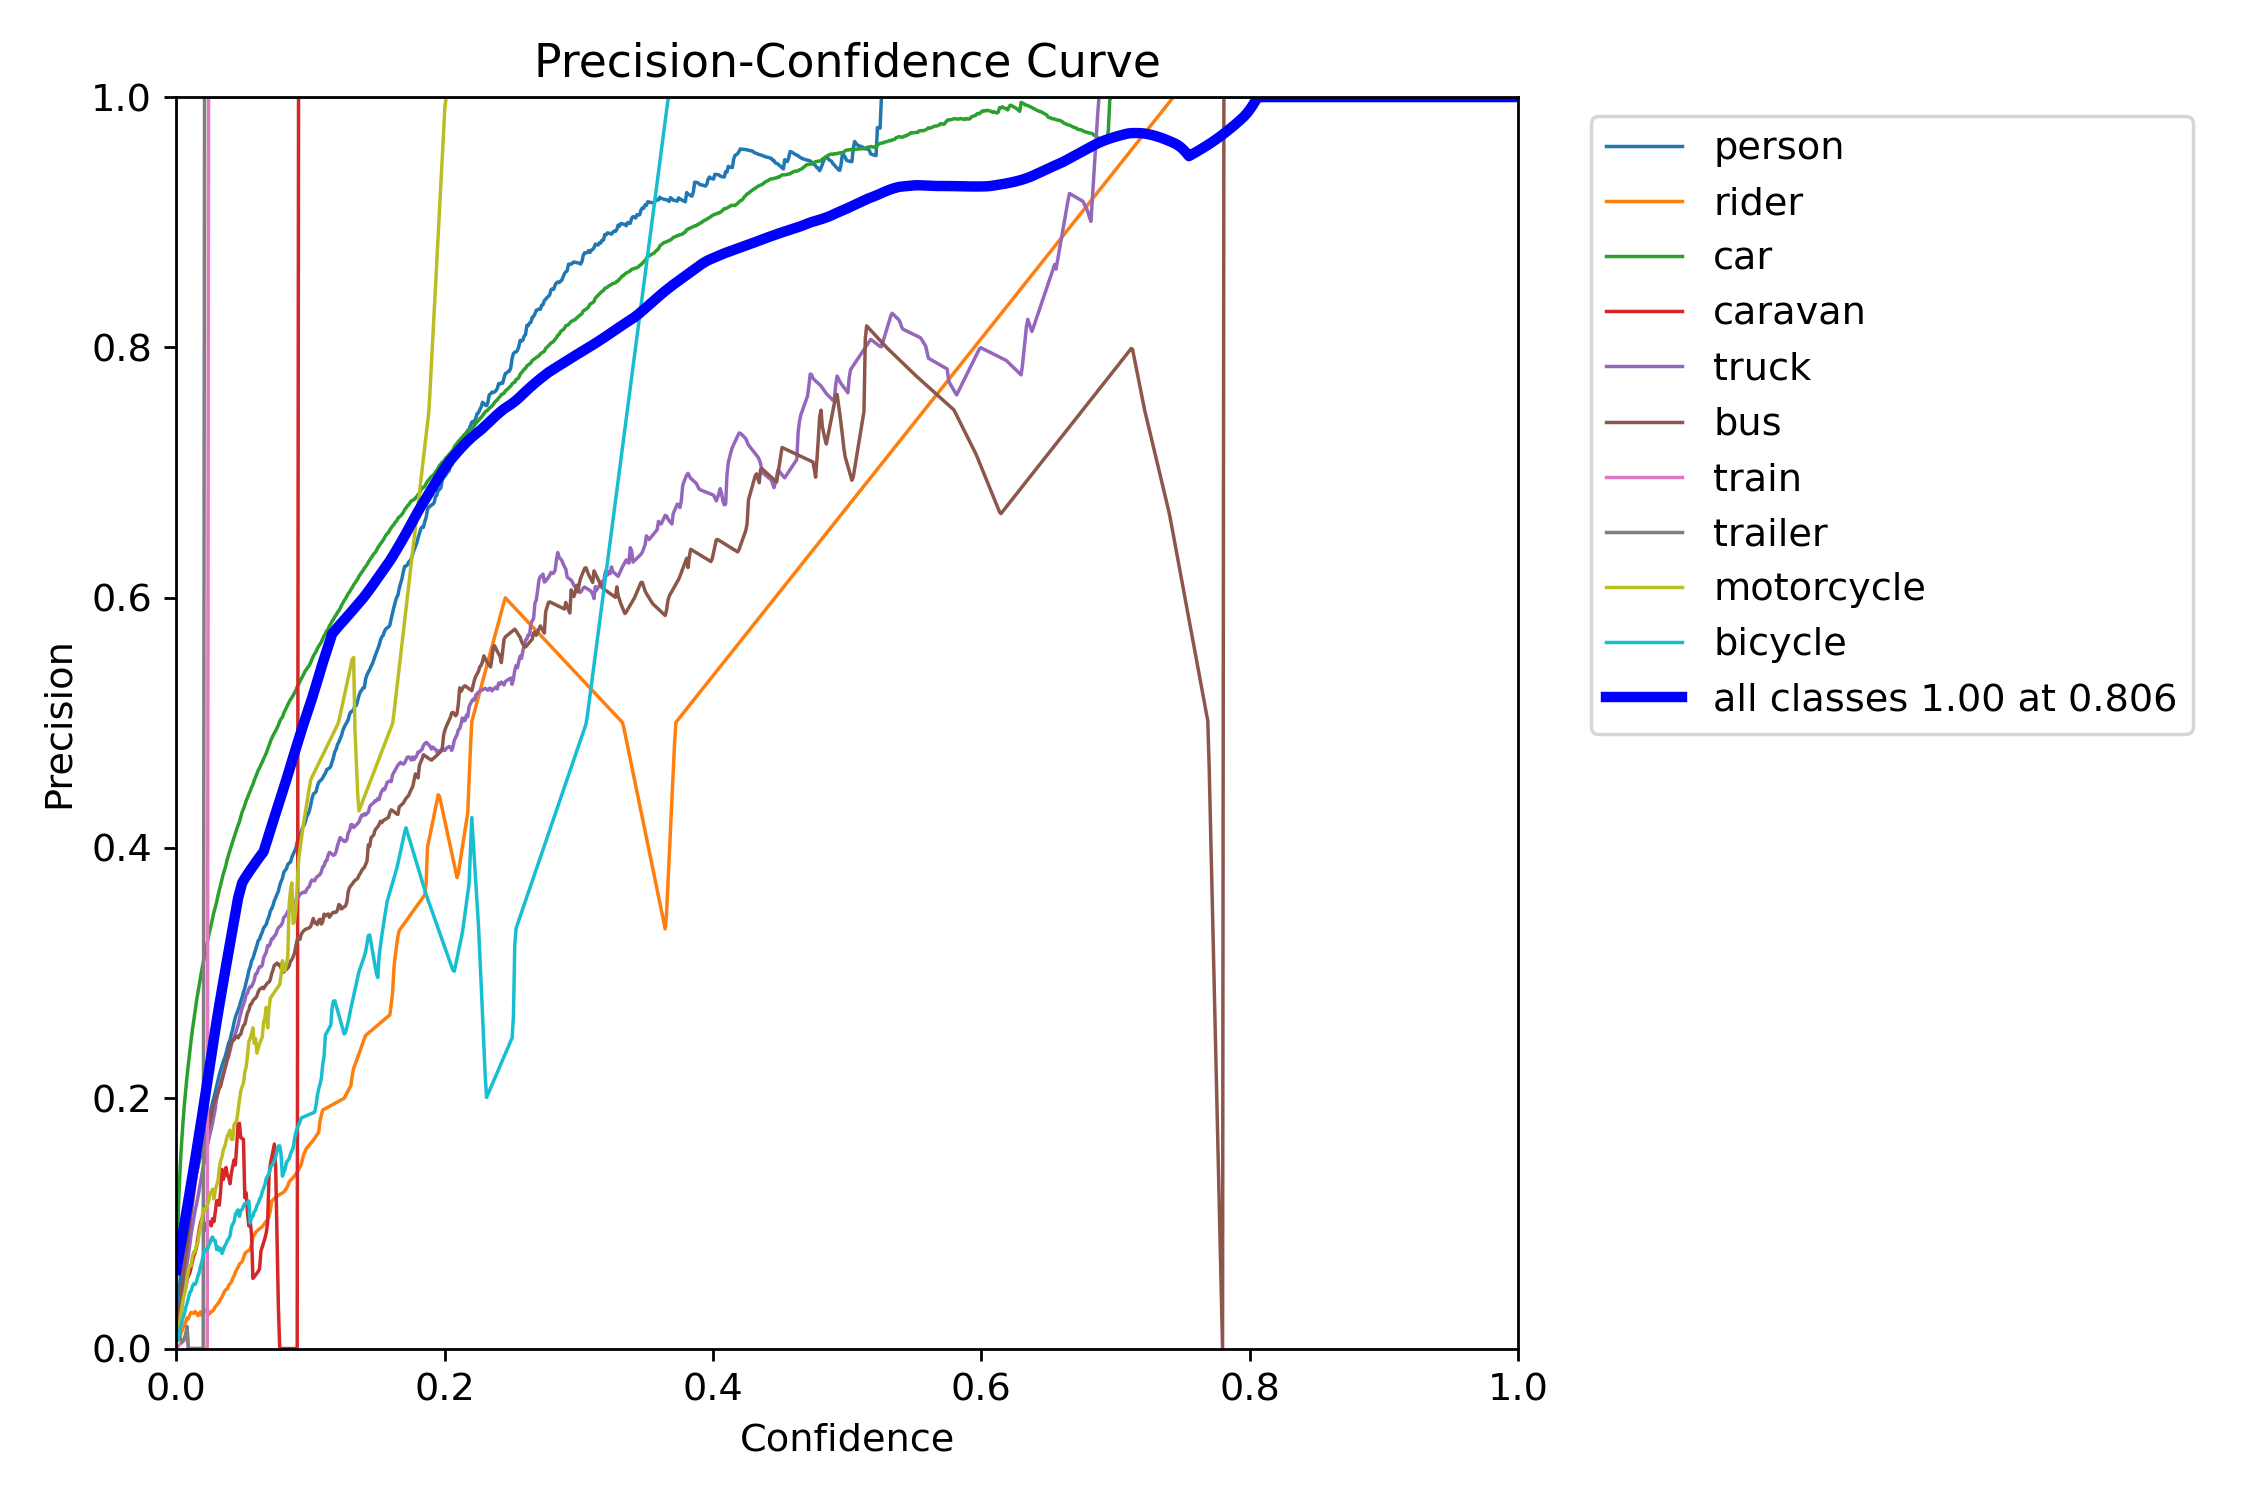 Precision-Confidence Curve
1.0
0.8
0.6
0.4
0.2
0.0
Precision
0.0 0.2 0.4 0.6 0.8 1.0
Confidence
person
rider
car
caravan
truck
bus
train
trailer
motorcycle
bicycle
all classes 1.00 at 0.806